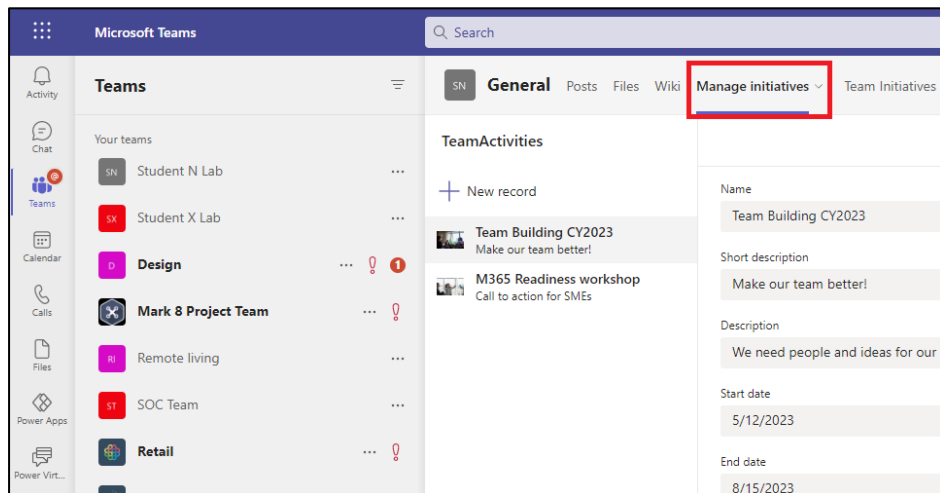 Microsoft Teams
Search
Activity
Chat
Teams
Calendar
Calls
Files
Power Apps
Power Virt...
Teams
Your teams
SN Student N Lab
SX Student X Lab
D Design 1
Mark 8 Project Team
RI Remote living
ST SOC Team
Retail
SN General Posts Files Wiki Manage initiatives Team Initiatives
TeamActivities
New record
Team Building CY2023
Make our team better!
M365 Readiness workshop
Call to action for SMEs
Name
Team Building CY2023
Short description
Make our team better!
Description
We need people and ideas for our
Start date
5/12/2023
End date
8/15/2023